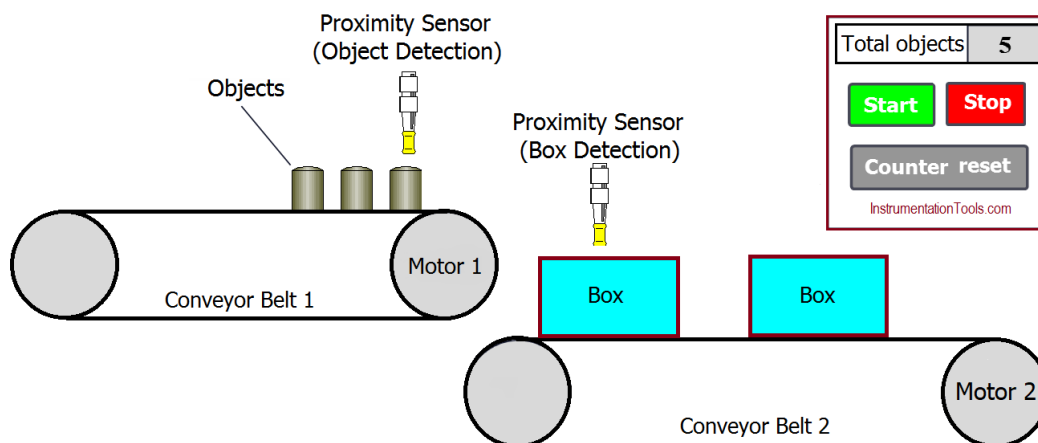 Proximity Sensor
(Object Detection)
Objects
Total objects 5
Start Stop
Counter reset
InstrumentationTools.com
Proximity Sensor
(Box Detection)
Motor 1
Conveyor Belt 1
Box Box
Motor 2
Conveyor Belt 2